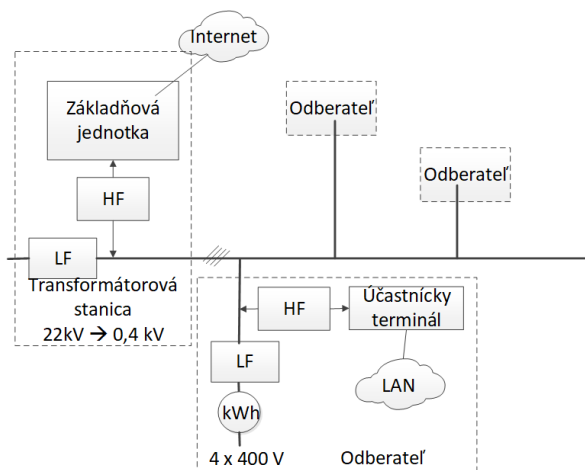 Internet
Základňová
jednotka
HF
LF
Transformátorová
stanica
22kV → 0,4 kV
Odberateľ
Odberateľ
HF
Účastnícky
terminál
LF
LAN
kWh
4 x 400 V
Odberateľ